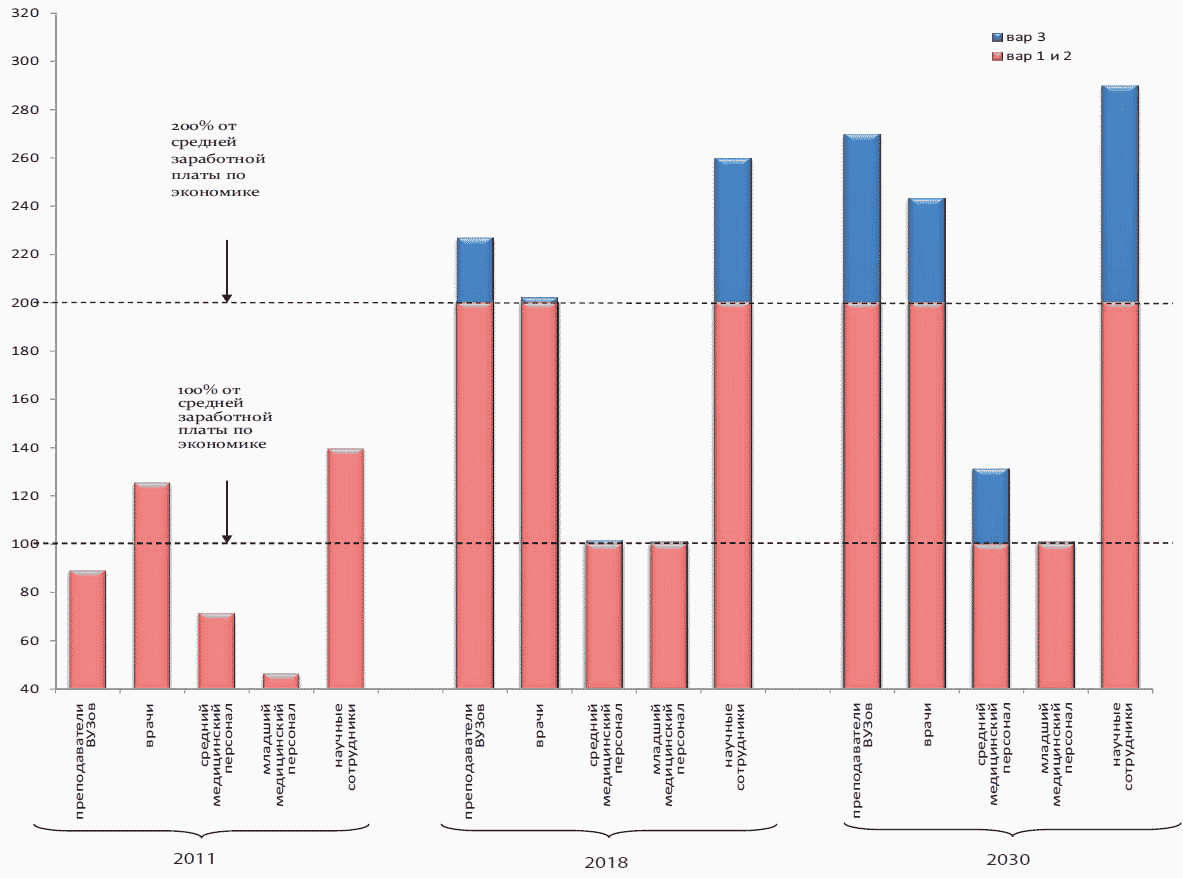 320
300
280
260
240
220
200
180
160
140
120
100
80
60
40
вар 3
вар 1 и 2
200% от
средней
заработной
платы по
экономике
100% от
средней
заработной
платы по
экономике
преподаватели
ВУЗов
врачи
средний
медицинский
персонал
младший
медицинский
персонал
научные
сотрудники
преподаватели
ВУЗов
врачи
средний
медицинский
персонал
младший
медицинский
персонал
научные
сотрудники
преподаватели
ВУЗов
врачи
средний
медицинский
персонал
младший
медицинский
персонал
научные
сотрудники
2011
2018
2030